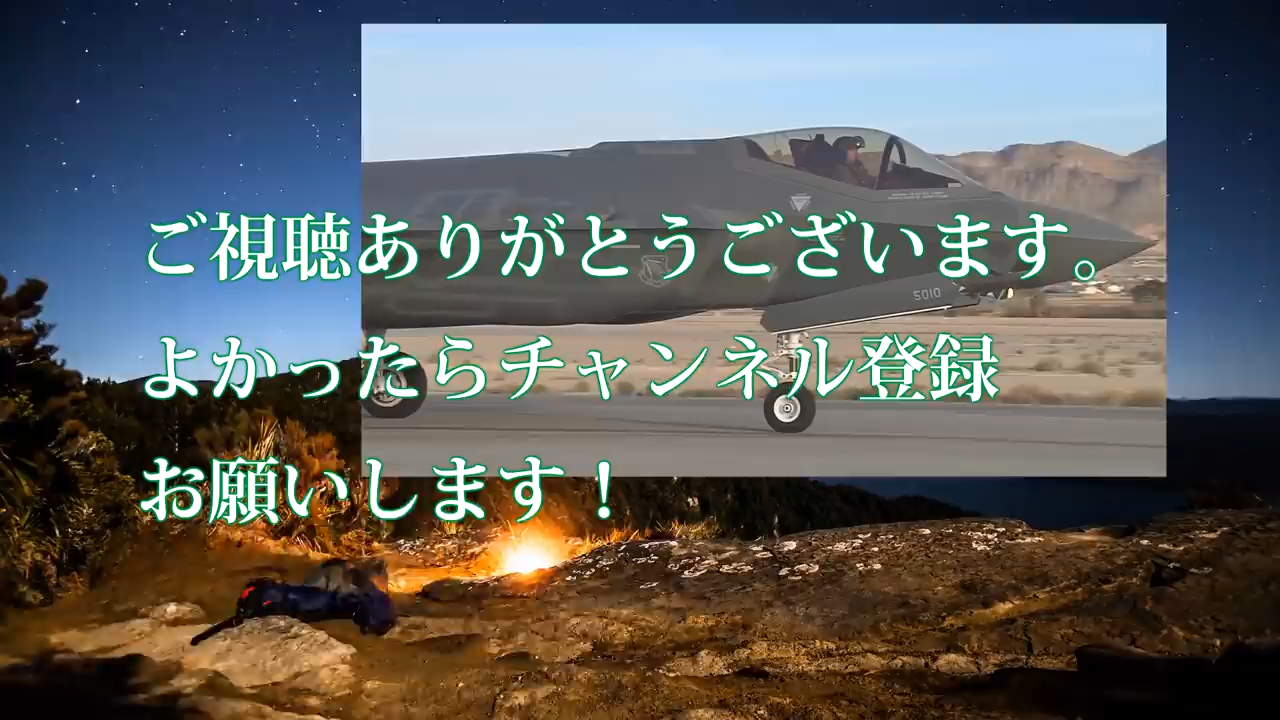 ご視聴ありがとうございます。
よかったらチャンネル登録
お願いします！
5010